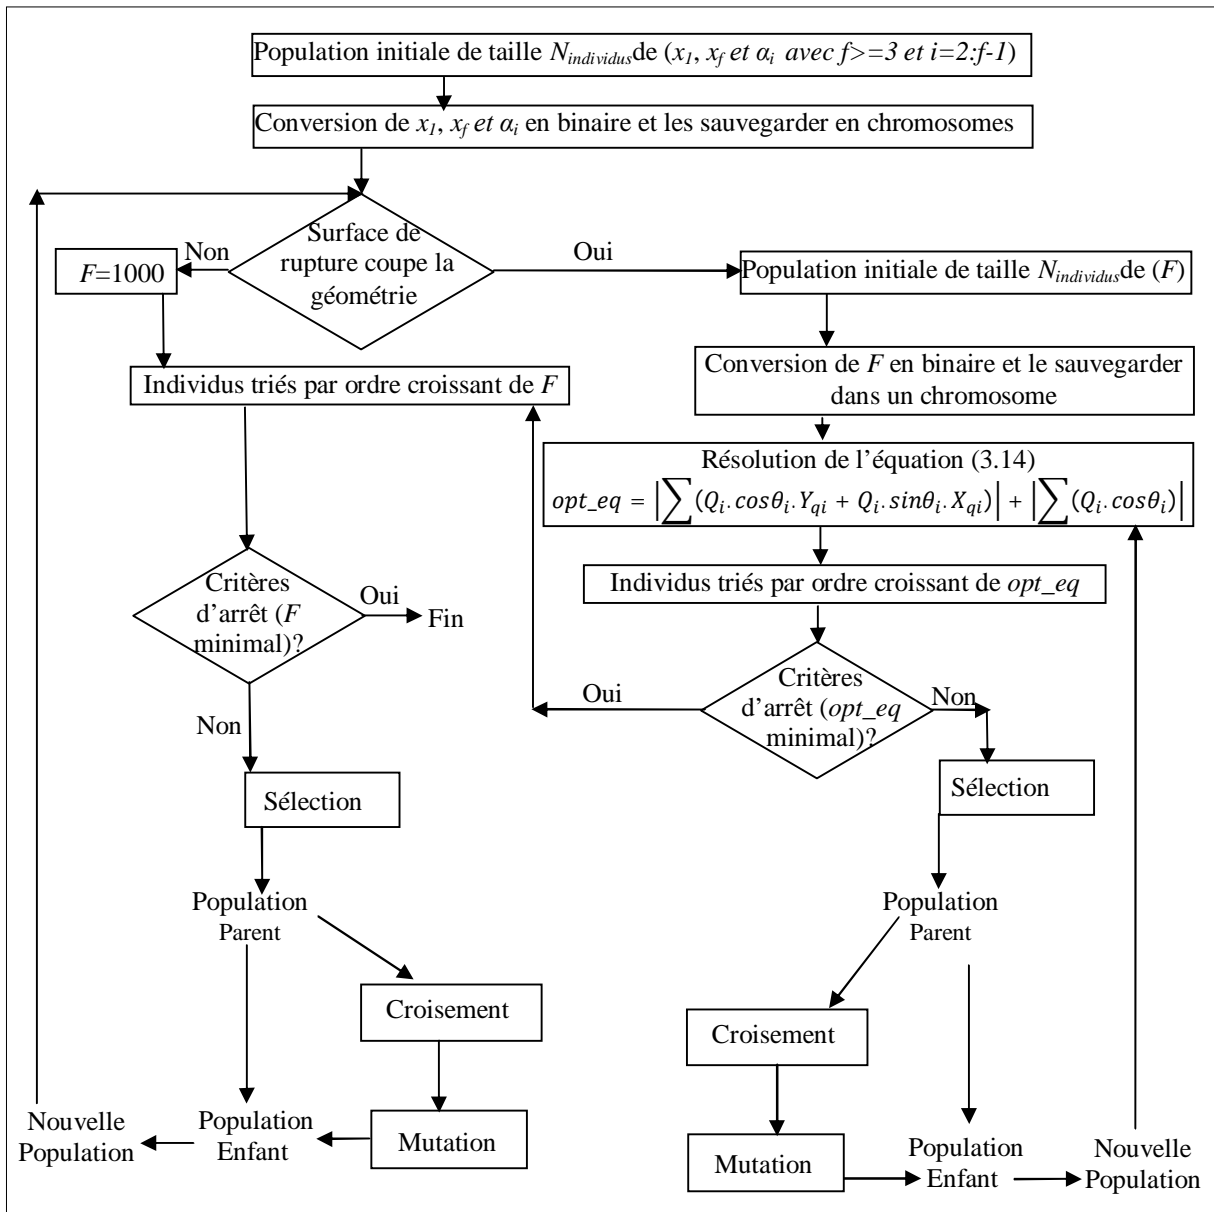 Population initiale de taille N_individus de (x_1, x_f et α_i avec f>=3 et i=2:f-1)
Conversion de x_1, x_f et α_i en binaire et les sauvegarder en chromosomes
Surface de
rupture coupe la
géométrie
Non
F=1000
Oui
Population initiale de taille N_individus de (F)
Individus triés par ordre croissant de F
Conversion de F en binaire et le sauvegarder
dans un chromosome
Résolution de l'équation (3.14)
opt_eq = |∑(Q_i.cosθ_i.Y_qi + Q_i.sinθ_i.X_qi)| + |∑(Q_i.cosθ_i)|
Individus triés par ordre croissant de opt_eq
Critères
d'arrêt (F
minimal)?
Oui
Fin
Non
Critères
d'arrêt (opt_eq
minimal)?
Oui
Non
Sélection
Population
Parent
Croisement
Mutation
Population
Enfant
Nouvelle
Population
Sélection
Population
Parent
Croisement
Mutation
Population
Enfant
Nouvelle
Population